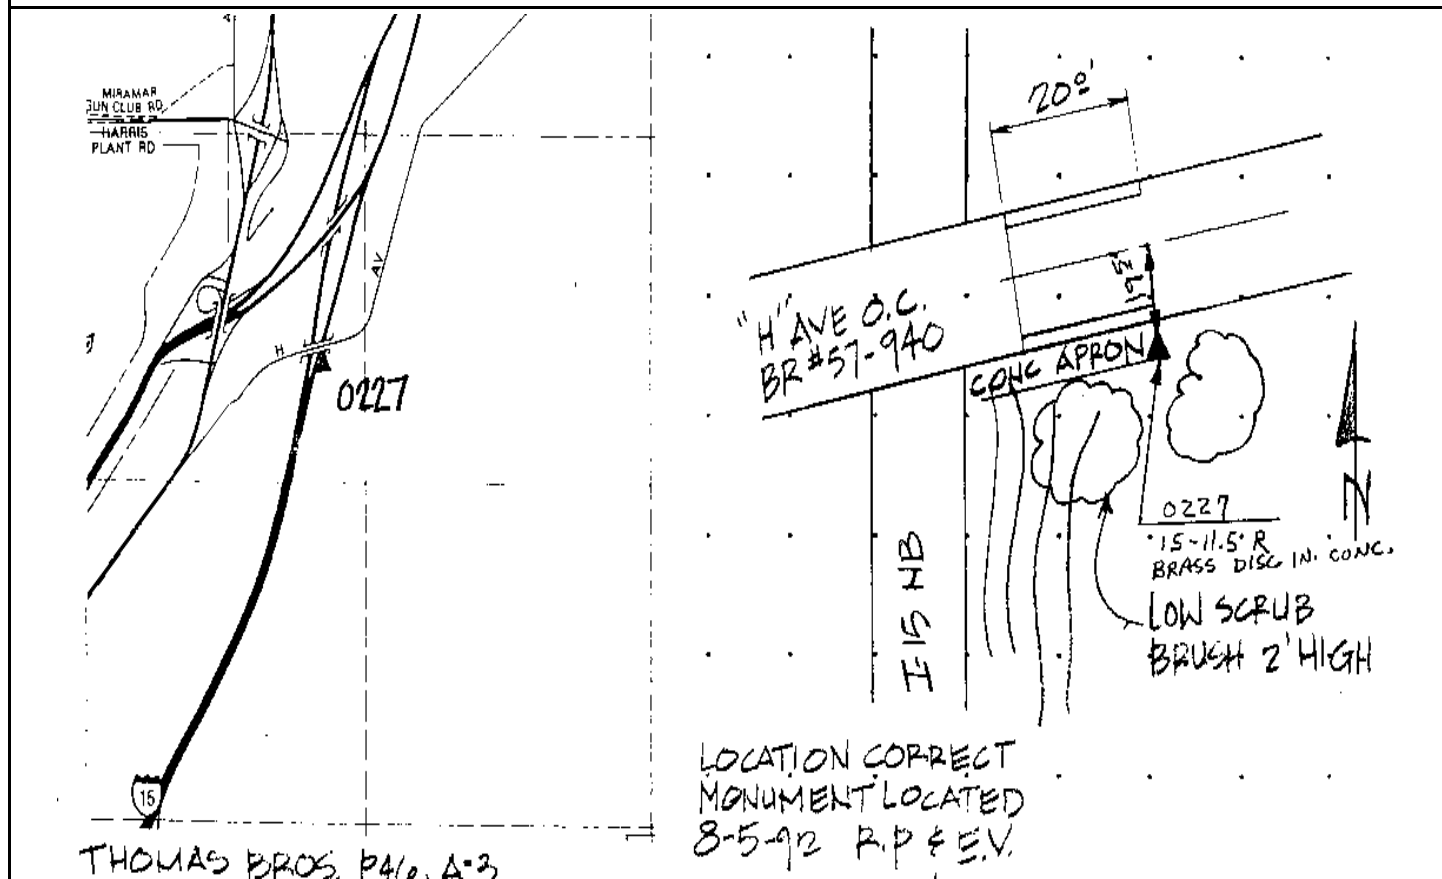 MIRAMAR
GUN CLUB RD
HARRIS
PLANT RD
AV
H
0227
15
THOMAS BROS. P46, A-3
20º'
"H" AVE O.C.
BR #57-940
CONC APRON
N
0227
15-11.5 R
BRASS DISC IN. CONC.
LOW SCRUB
BRUSH 2' HIGH
I-15 NB
LOCATION CORRECT
MONUMENT LOCATED
8-5-92 R.P & E.V.